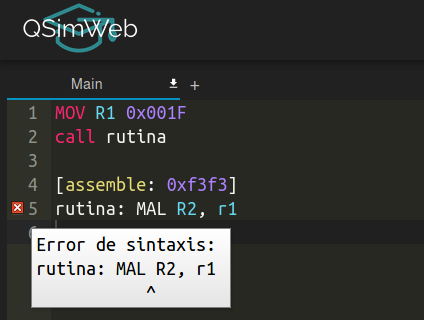 QSimWeb
Main +
1 MOV R1 0x001F
2 call rutina
3
4 [assemble: 0xf3f3]
5 rutina: MAL R2, r1
Error de sintaxis:
rutina: MAL R2, r1
^